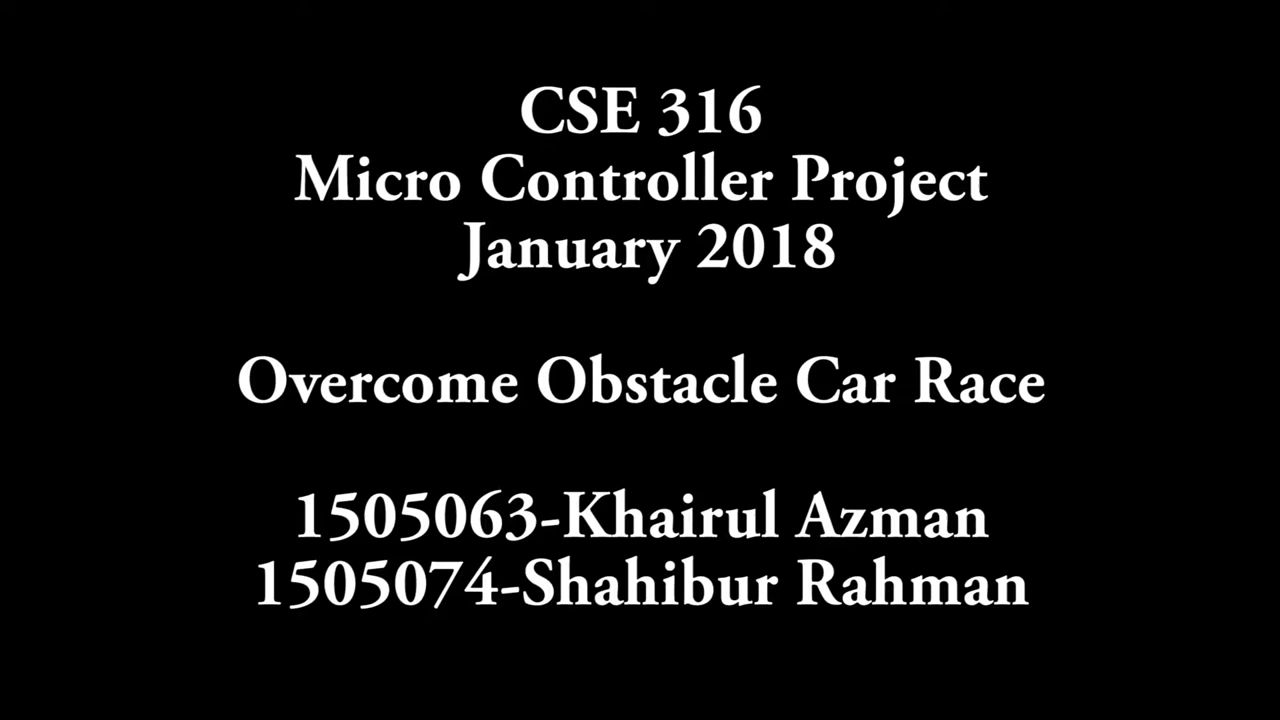 CSE 316
Micro Controller Project
January 2018
Overcome Obstacle Car Race
1505063-Khairul Azman
1505074-Shahibur Rahman